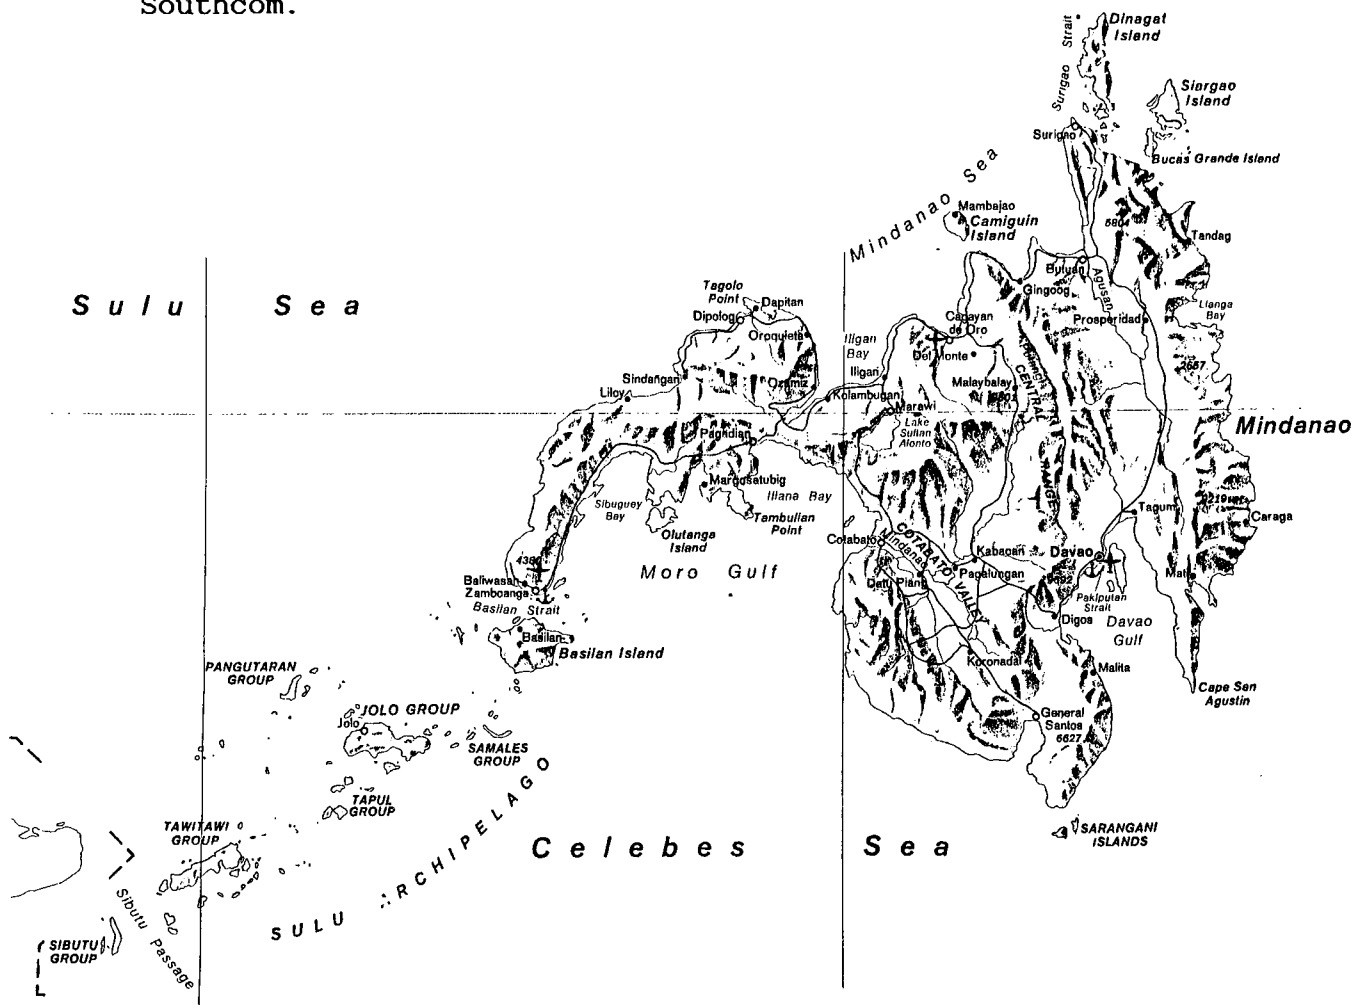 Southcom.
Dinagat
Island
Surigao Strait
Siargao
Island
Surigao
Bucas Grande Island
Mindanao Sea
Mambajao
Camiguin
Island
6804
Tandag
Butuan
Agusan
Gingoog
Sulu Sea
Tagolo
Point
Dapitan
Dipolog
Oroquieta
Iligan
Bay
Cagayan
de Oro
Prosperidad
Lianga
Bay
Del Monte
Iligan
Sindangan
Ozamiz
Malaybalay
2657
Liloy
Kolambugan
Marawi
CENTRAL
RANGE
Mindanao
Lake
Sultan
Alonto
Pagadian
Margosatubig
Illana Bay
Sibuguey
Bay
Tambulian
Point
Olutanga
Island
Tagum
Caraga
Cotabato
COTABATO VALLEY
Mindanao
Kabacan
Davao
Pagalungan
Datu Piang
Mati
Moro Gulf
Baliwasan
Zamboanga
Basilan Strait
Pakiputan
Strait
Digos
Davao
Gulf
Basilan
Basilan Island
Koronadal
Malita
PANGUTARAN
GROUP
Cape San
Agustin
JOLO GROUP
Jolo
General
Santos
6627
SAMALES
GROUP
TAPUL
GROUP
TAWITAWI
GROUP
SULU ARCHIPELAGO
Celebes Sea
SARANGANI
ISLANDS
Sibutu Passage
SIBUTU
GROUP